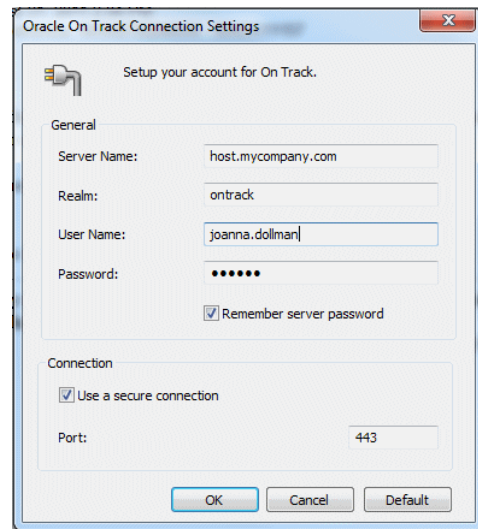 Oracle On Track Connection Settings
Setup your account for On Track.
General
Server Name: host.mycompany.com
Realm: ontrack
User Name: joanna.dollman
Password: ••••••
Remember server password
Connection
Use a secure connection
Port: 443
OK Cancel Default